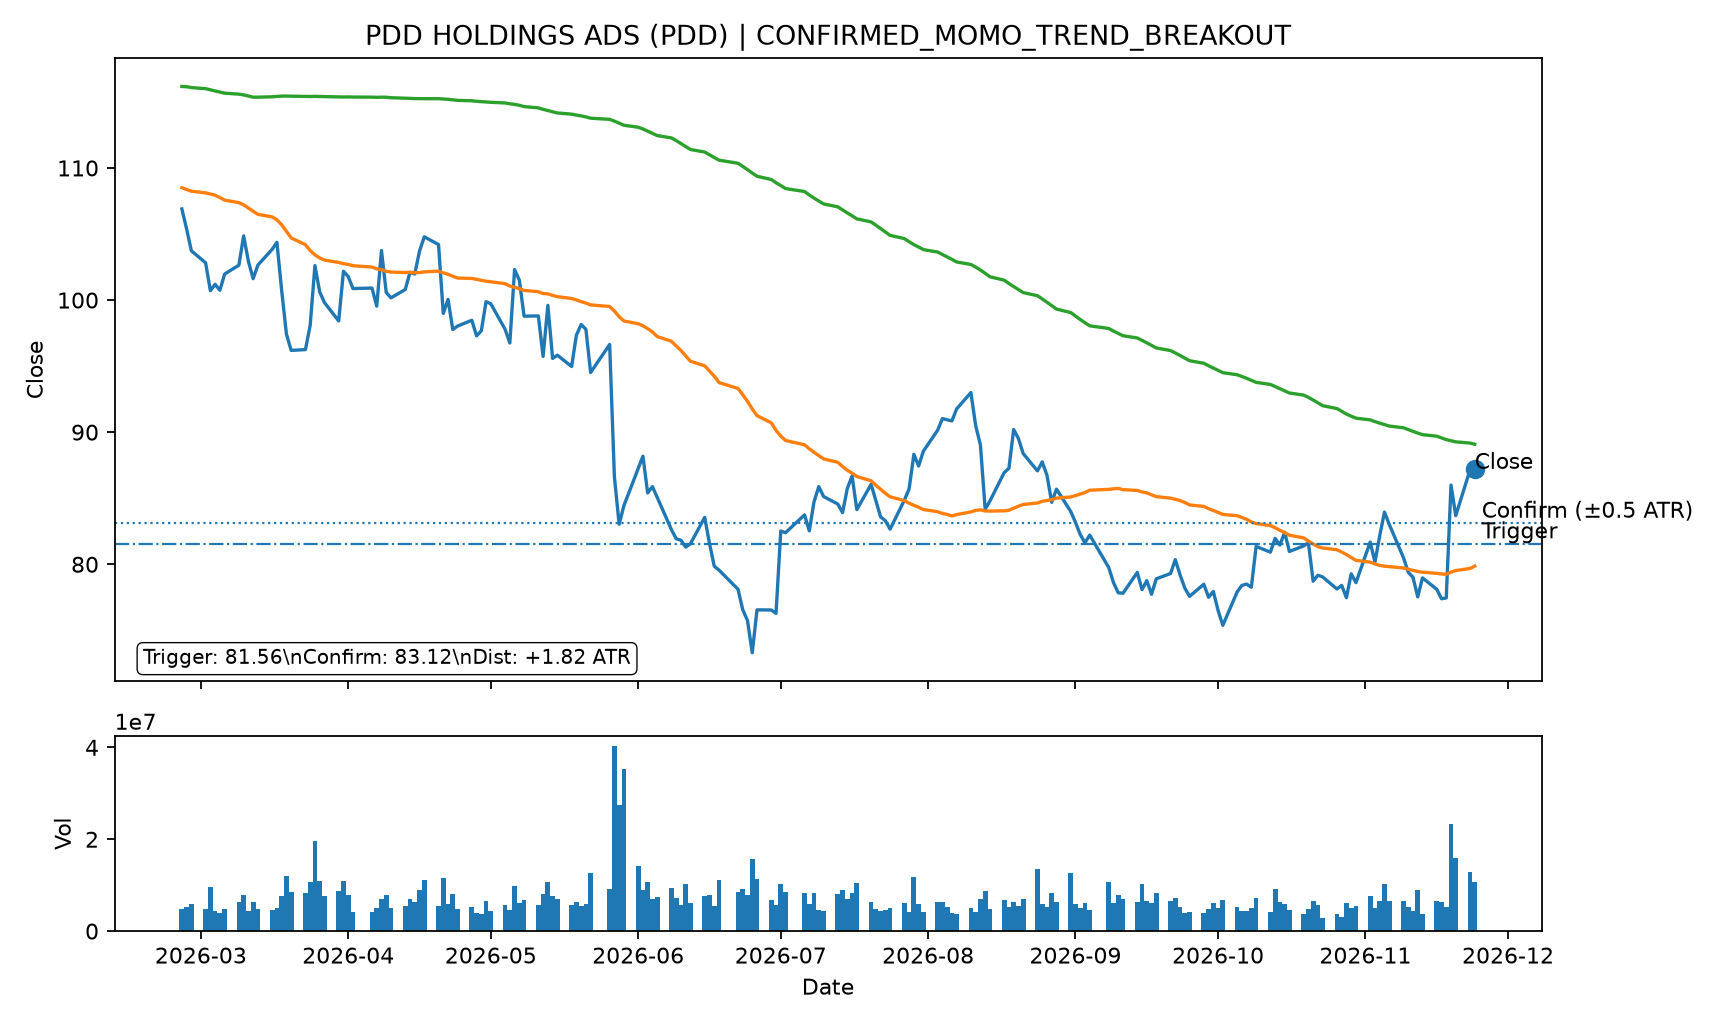 PDD HOLDINGS ADS (PDD) | CONFIRMED_MOMO_TREND_BREAKOUT
Close
110
100
90
80
Close
Confirm (±0.5 ATR)
Trigger
Trigger: 81.56\nConfirm: 83.12\nDist: +1.82 ATR
1e7
Vol
4
2
0
2026-03 2026-04 2026-05 2026-06 2026-07 2026-08 2026-09 2026-10 2026-11 2026-12
Date